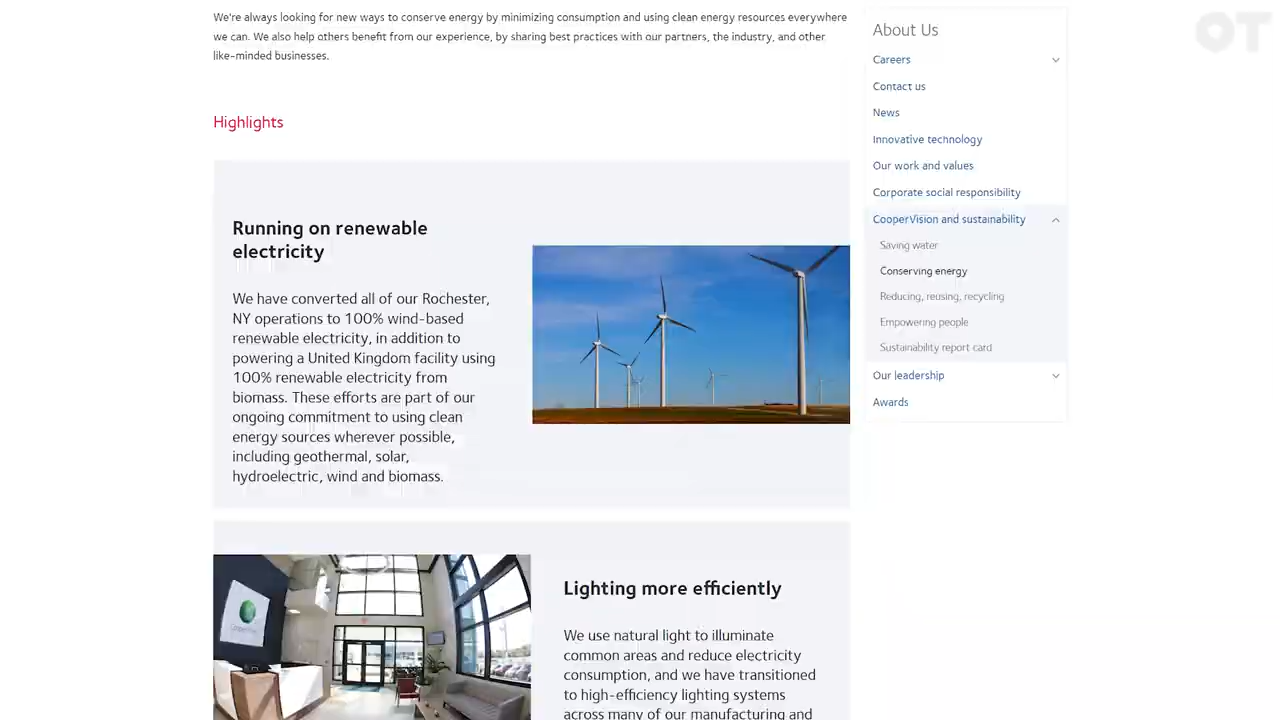 We're always looking for new ways to conserve energy by minimizing consumption and using clean energy resources everywhere
we can. We also help others benefit from our experience, by sharing best practices with our partners, the industry, and other
like-minded businesses.
Highlights
Running on renewable
electricity
We have converted all of our Rochester,
NY operations to 100% wind-based
renewable electricity, in addition to
powering a United Kingdom facility using
100% renewable electricity from
biomass. These efforts are part of our
ongoing commitment to using clean
energy sources wherever possible,
including geothermal, solar,
hydroelectric, wind and biomass.
Lighting more efficiently
We use natural light to illuminate
common areas and reduce electricity
consumption, and we have transitioned
to high-efficiency lighting systems
across many of our manufacturing and
About Us
Careers
Contact us
News
Innovative technology
Our work and values
Corporate social responsibility
CooperVision and sustainability
Saving water
Conserving energy
Reducing, reusing, recycling
Empowering people
Sustainability report card
Our leadership
Awards
OT